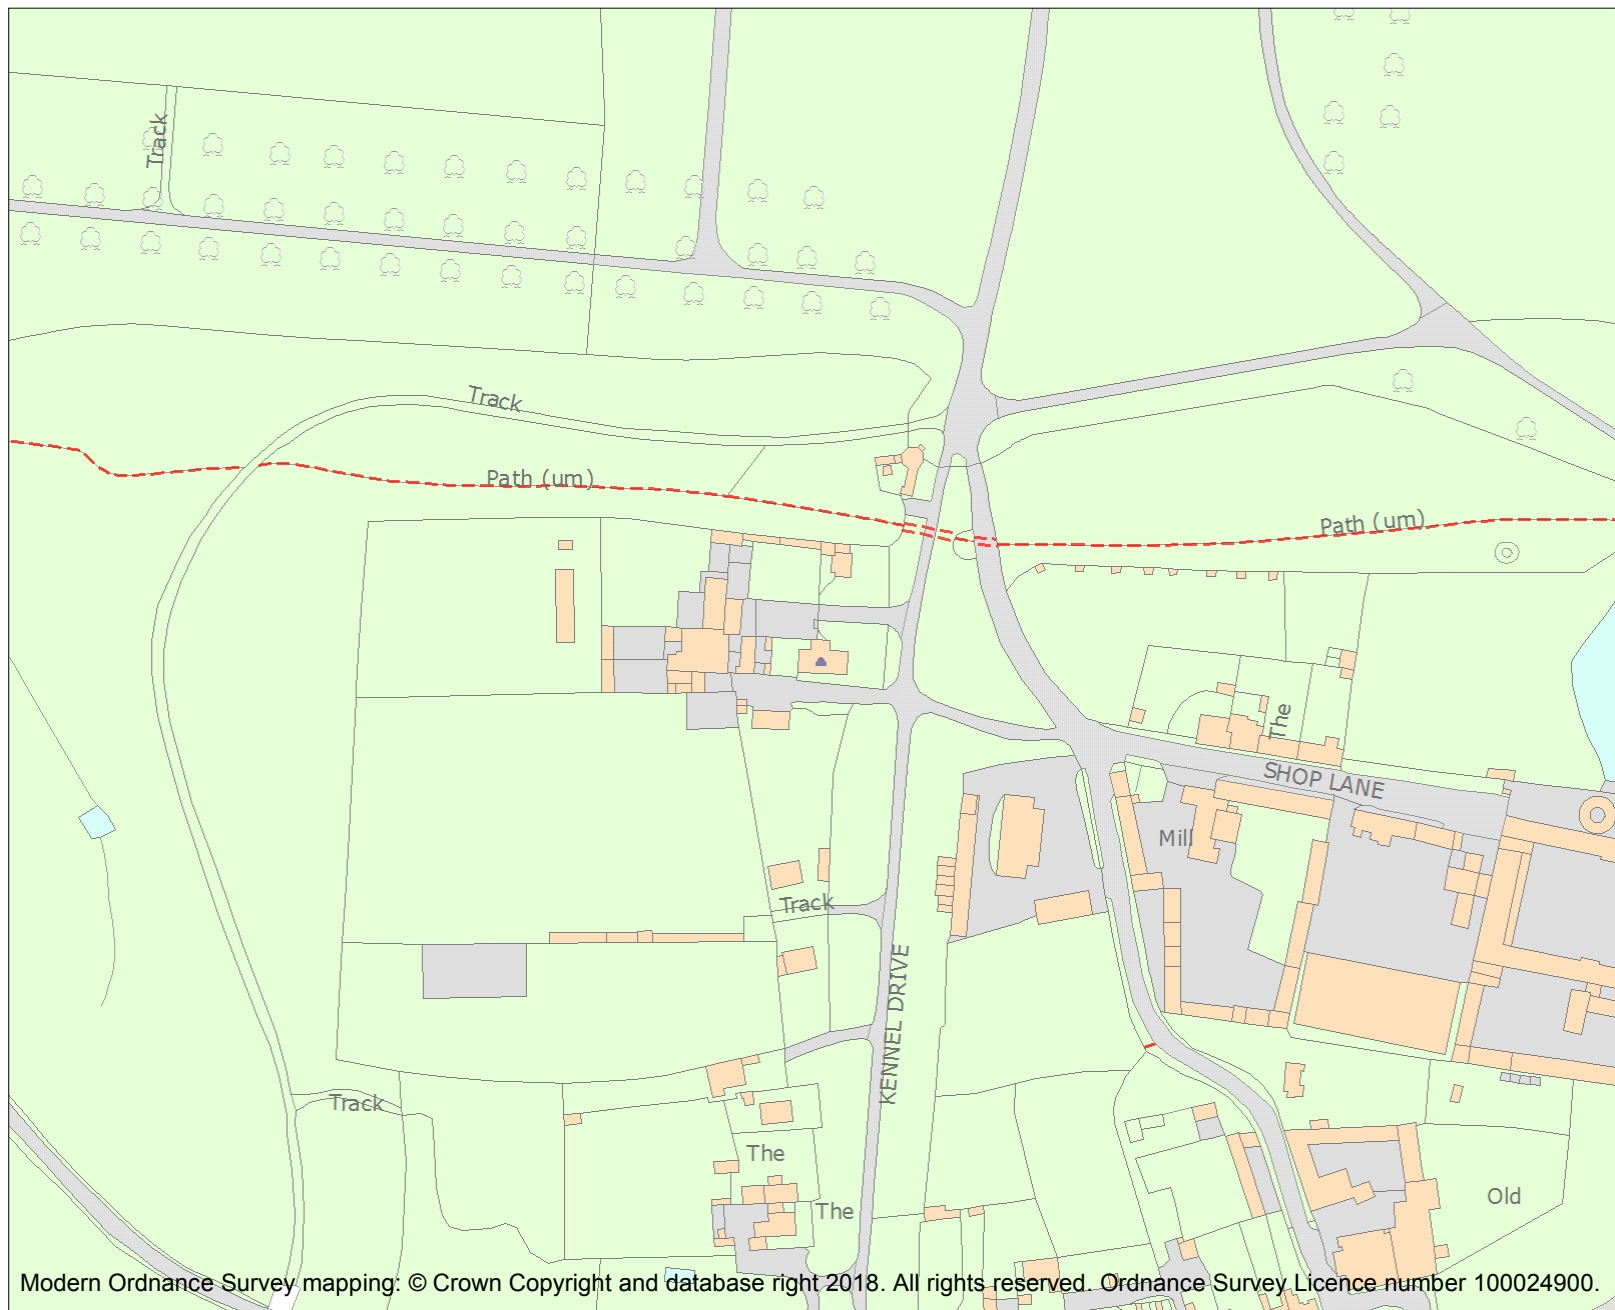 Track
Track
Path (um)
Path (um)
The
SHOP LANE
Mill
Track
KENNEL DRIVE
Track
The
Old
The
Modern Ordnance Survey mapping: © Crown Copyright and database right 2018. All rights reserved. Ordnance Survey Licence number 100024900.